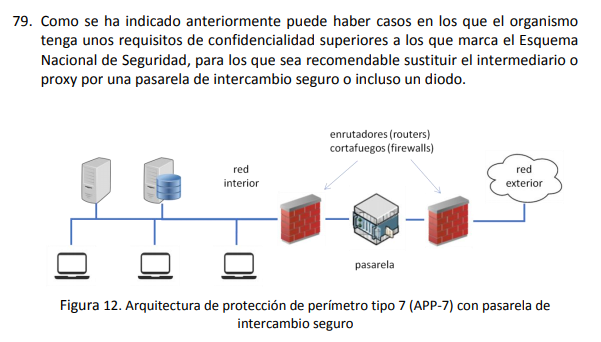 79. Como se ha indicado anteriormente puede haber casos en los que el organismo
tenga unos requisitos de confidencialidad superiores a los que marca el Esquema
Nacional de Seguridad, para los que sea recomendable sustituir el intermediario o
proxy por una pasarela de intercambio seguro o incluso un diodo.
enrutadores (routers)
cortafuegos (firewalls)
red
interior
red
exterior
pasarela
Figura 12. Arquitectura de protección de perímetro tipo 7 (APP-7) con pasarela de
intercambio seguro